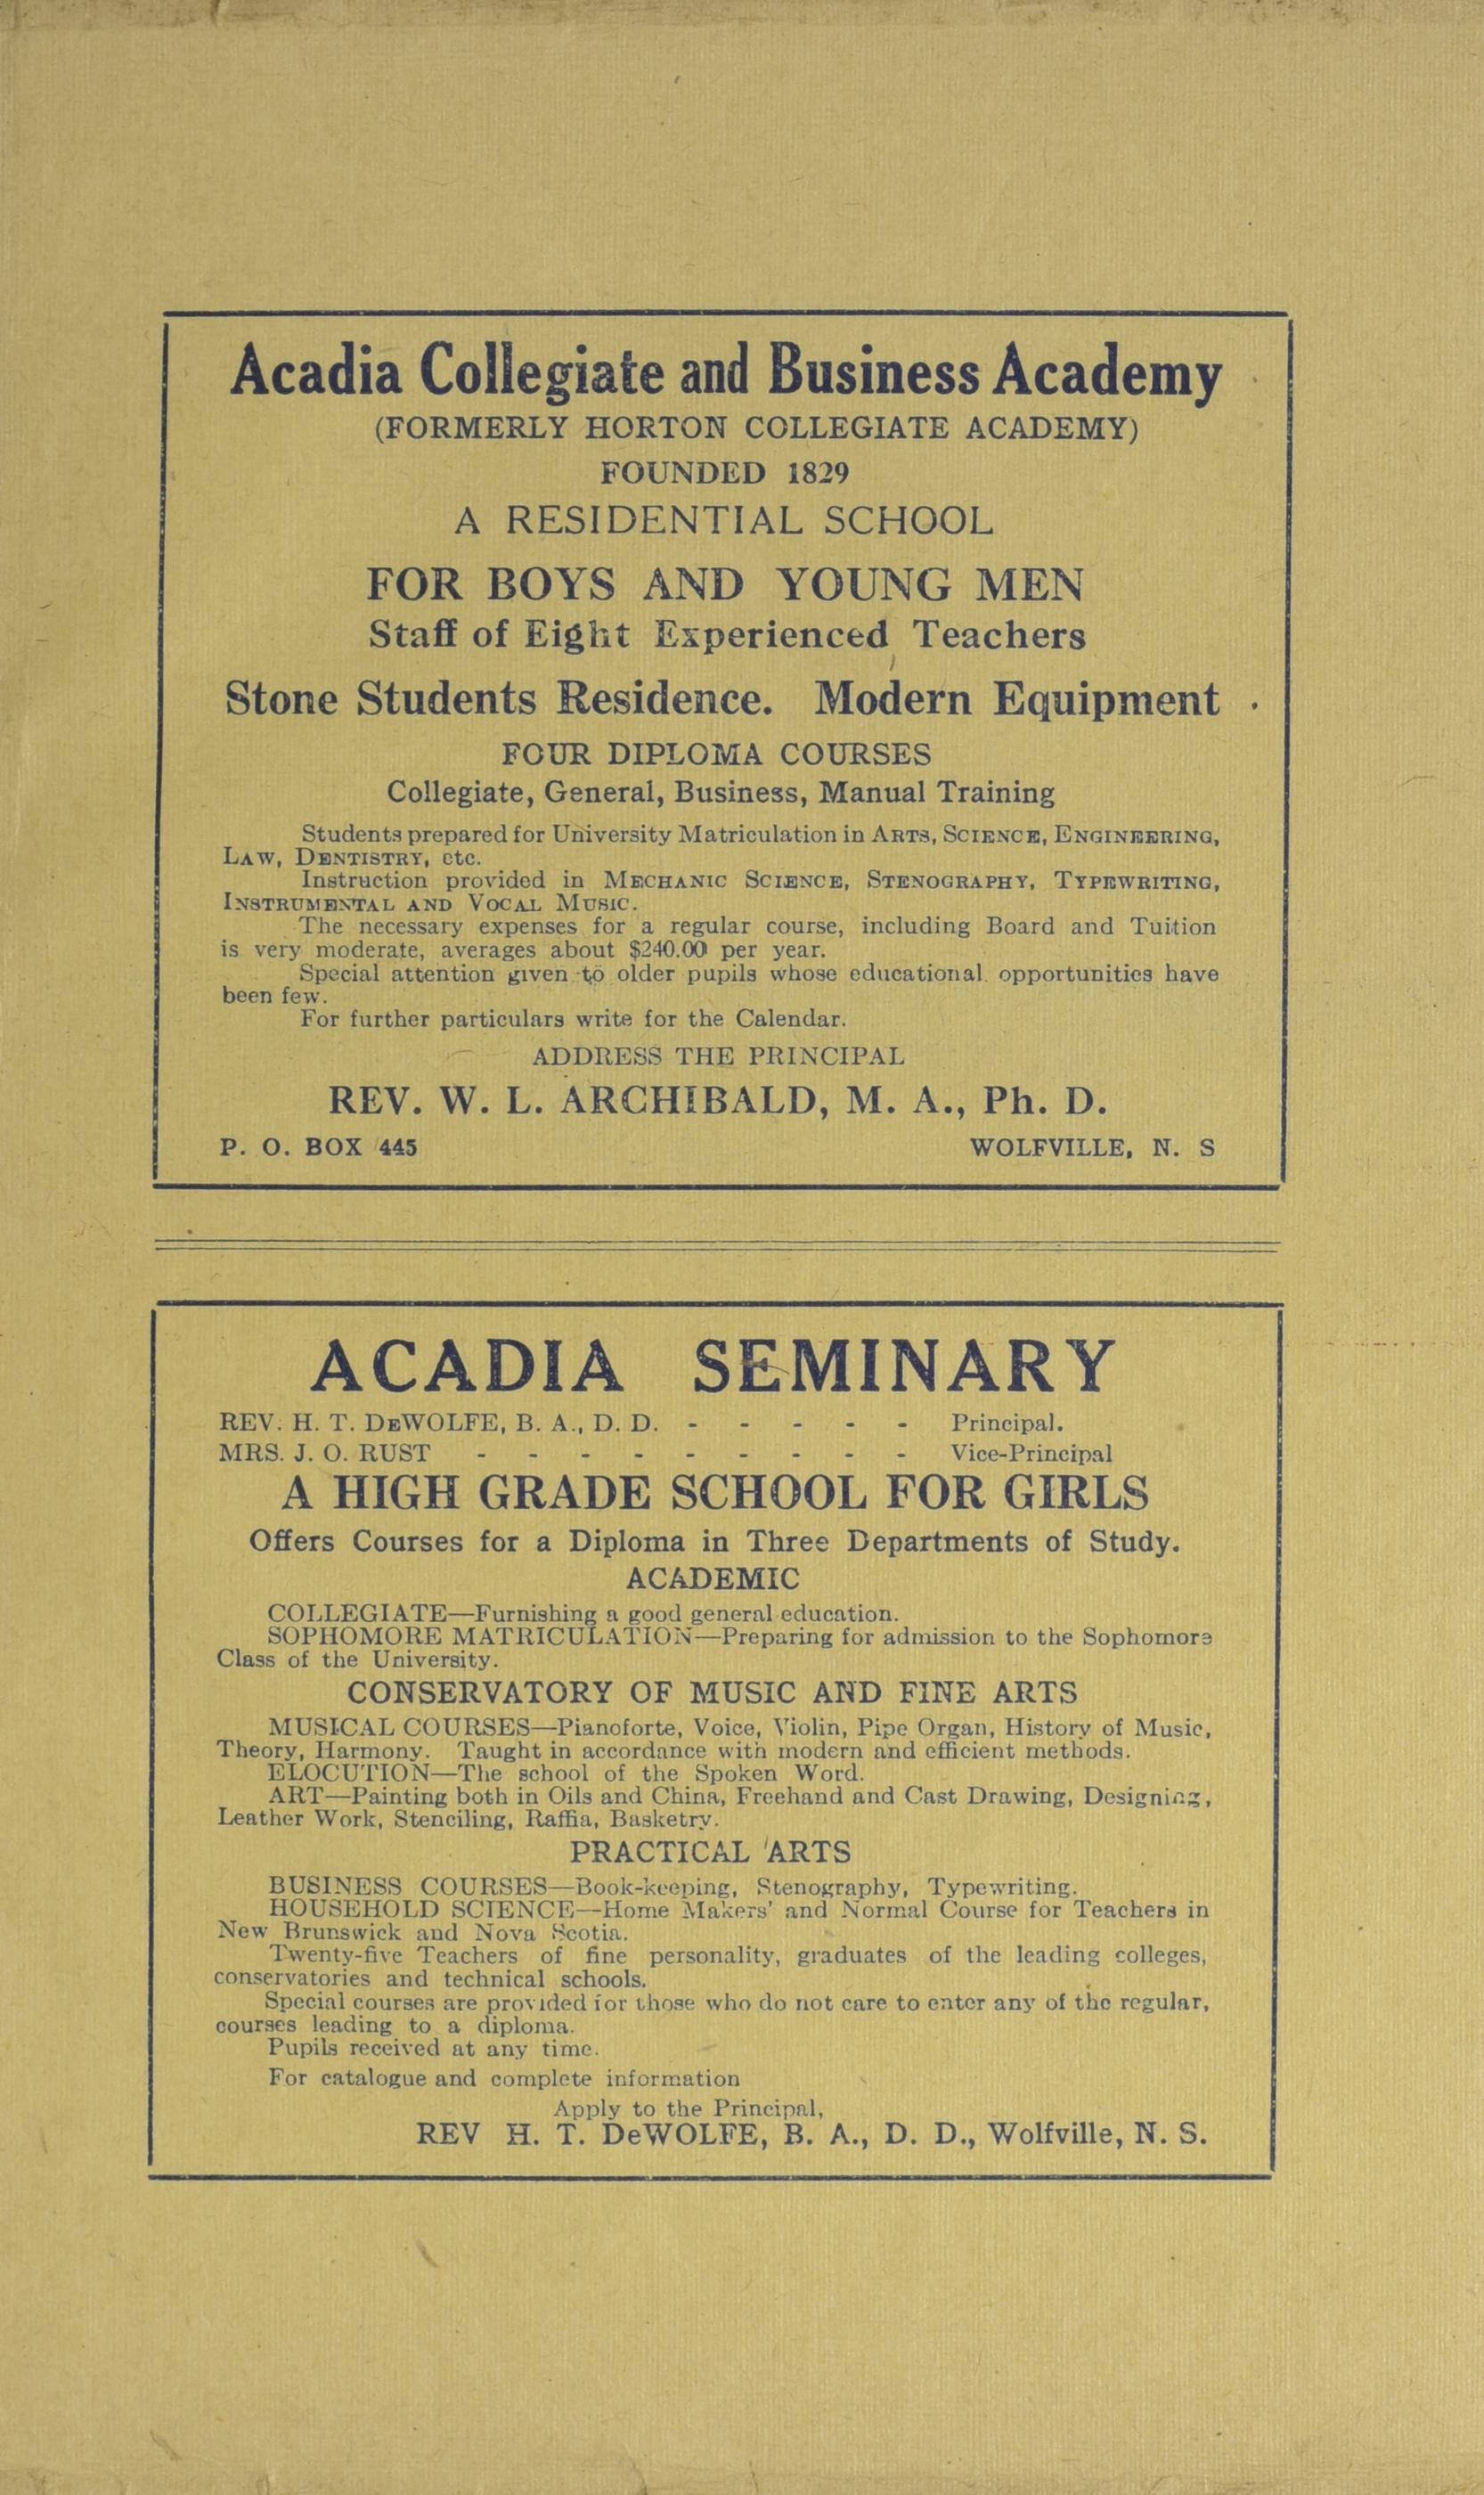 Acadia Collegiate and Business Academy
(FORMERLY HORTON COLLEGIATE ACADEMY)
FOUNDED 1829
A RESIDENTIAL SCHOOL
FOR BOYS AND YOUNG MEN
Staff of Eight Experienced Teachers
Stone Students Residence. Modern Equipment
FOUR DIPLOMA COURSES
Collegiate, General, Business, Manual Training
Students prepared for University Matriculation in ARTS, SCIENCE, ENGINEERING,
LAW, DENTISTRY, etc.
Instruction provided in MECHANIC SCIENCE, STENOGRAPHY, TYPEWRITING,
INSTRUMENTAL AND VOCAL MUSIC.
The necessary expenses for a regular course, including Board and Tuition
is very moderate, averages about $240.00 per year.
Special attention given to older pupils whose educational opportunities have
been few.
For further particulars write for the Calendar.
ADDRESS THE PRINCIPAL
REV. W. L. ARCHIBALD, M. A., Ph. D.
P. O. BOX 445 WOLFVILLE, N. S
ACADIA SEMINARY
REV. H. T. DEWOLFE, B. A., D. D. - - - - - Principal.
MRS. J. O. RUST - - - - - - - - - Vice-Principal
A HIGH GRADE SCHOOL FOR GIRLS
Offers Courses for a Diploma in Three Departments of Study.
ACADEMIC
COLLEGIATE—Furnishing a good general education.
SOPHOMORE MATRICULATION—Preparing for admission to the Sophomore
Class of the University.
CONSERVATORY OF MUSIC AND FINE ARTS
MUSICAL COURSES—Pianoforte, Voice, Violin, Pipe Organ, History of Music,
Theory, Harmony. Taught in accordance with modern and efficient methods.
ELOCUTION—The school of the Spoken Word.
ART—Painting both in Oils and China, Freehand and Cast Drawing, Designing,
Leather Work, Stenciling, Raffia, Basketry.
PRACTICAL ARTS
BUSINESS COURSES—Book-keeping, Stenography, Typewriting.
HOUSEHOLD SCIENCE—Home Makers' and Normal Course for Teachers in
New Brunswick and Nova Scotia.
Twenty-five Teachers of fine personality, graduates of the leading colleges,
conservatories and technical schools.
Special courses are provided for those who do not care to enter any of the regular,
courses leading to a diploma.
Pupils received at any time.
For catalogue and complete information
Apply to the Principal,
REV H. T. DeWOLFE, B. A., D. D., Wolfville, N. S.